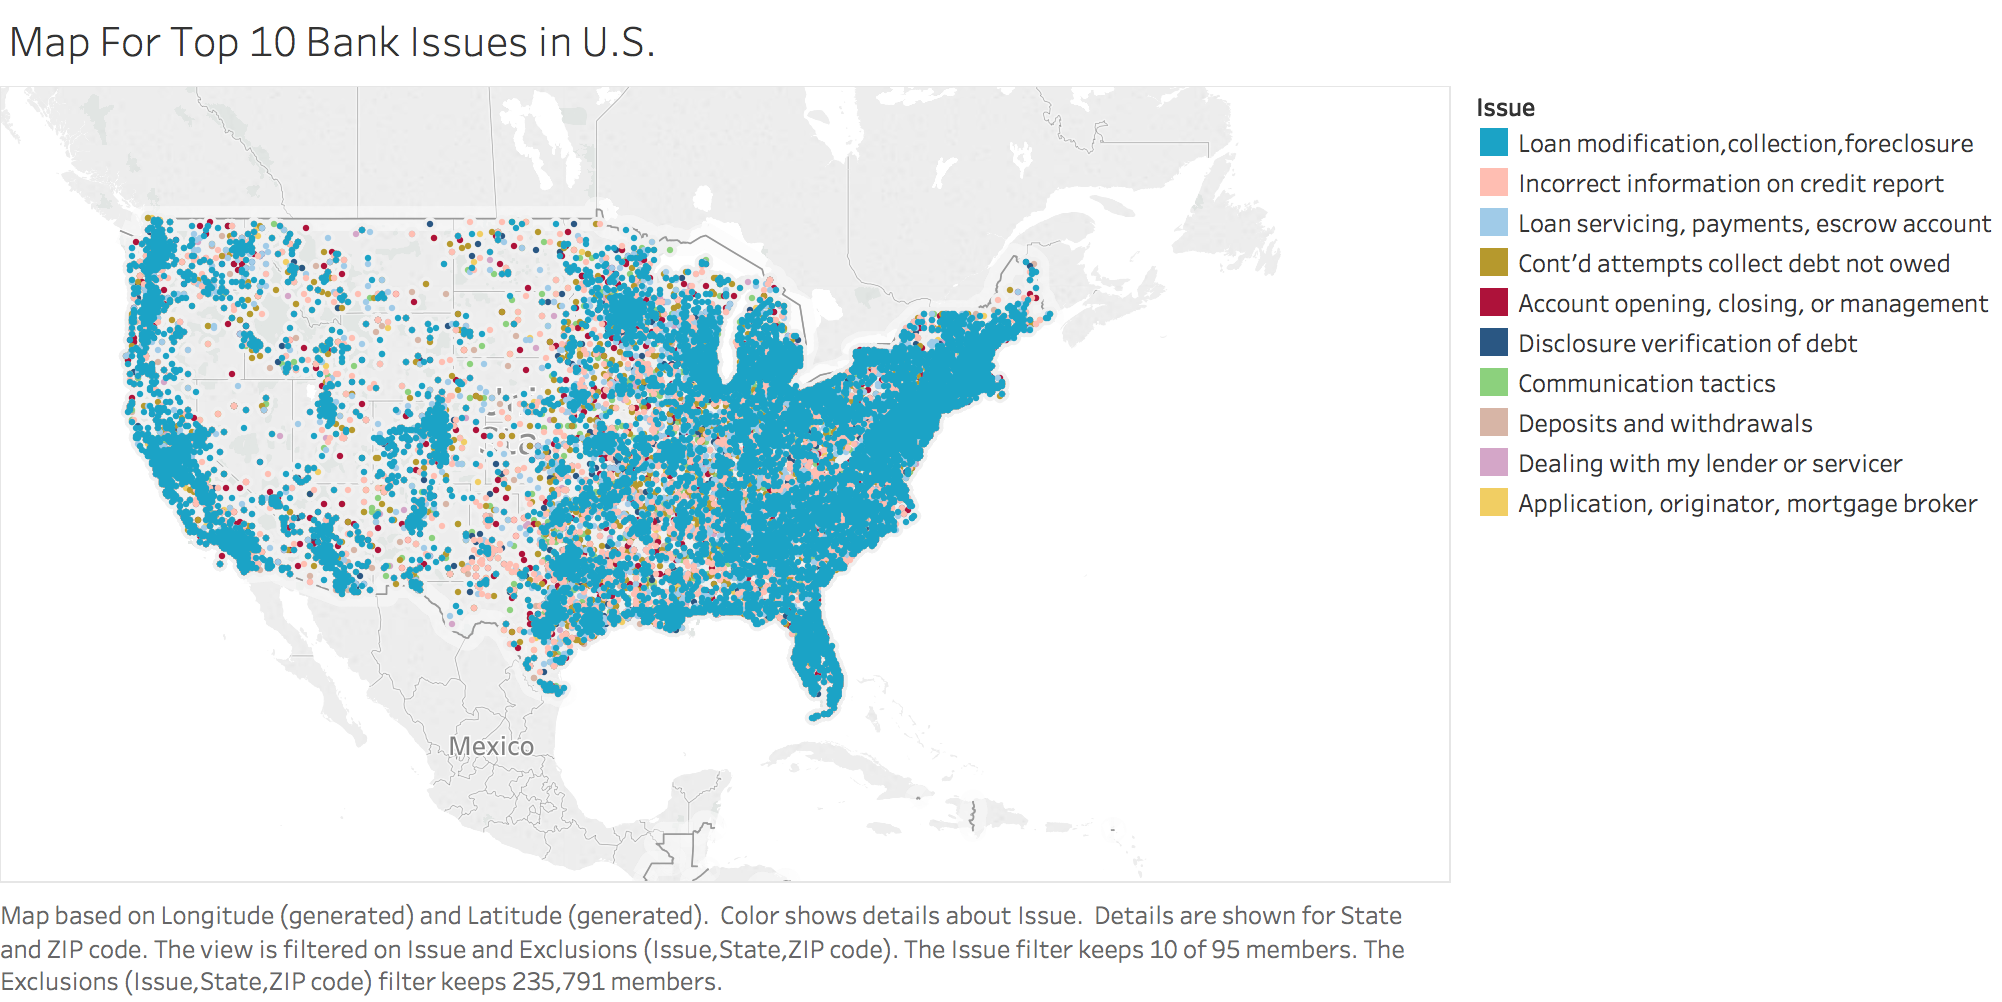 Map For Top 10 Bank Issues in U.S.
Issue
Loan modification,collection,foreclosure
Incorrect information on credit report
Loan servicing, payments, escrow account
Cont'd attempts collect debt not owed
Account opening, closing, or management
Disclosure verification of debt
Communication tactics
Deposits and withdrawals
Dealing with my lender or servicer
Application, originator, mortgage broker
Mexico
Map based on Longitude (generated) and Latitude (generated).  Color shows details about Issue.  Details are shown for State
and ZIP code. The view is filtered on Issue and Exclusions (Issue,State,ZIP code). The Issue filter keeps 10 of 95 members. The
Exclusions (Issue,State,ZIP code) filter keeps 235,791 members.